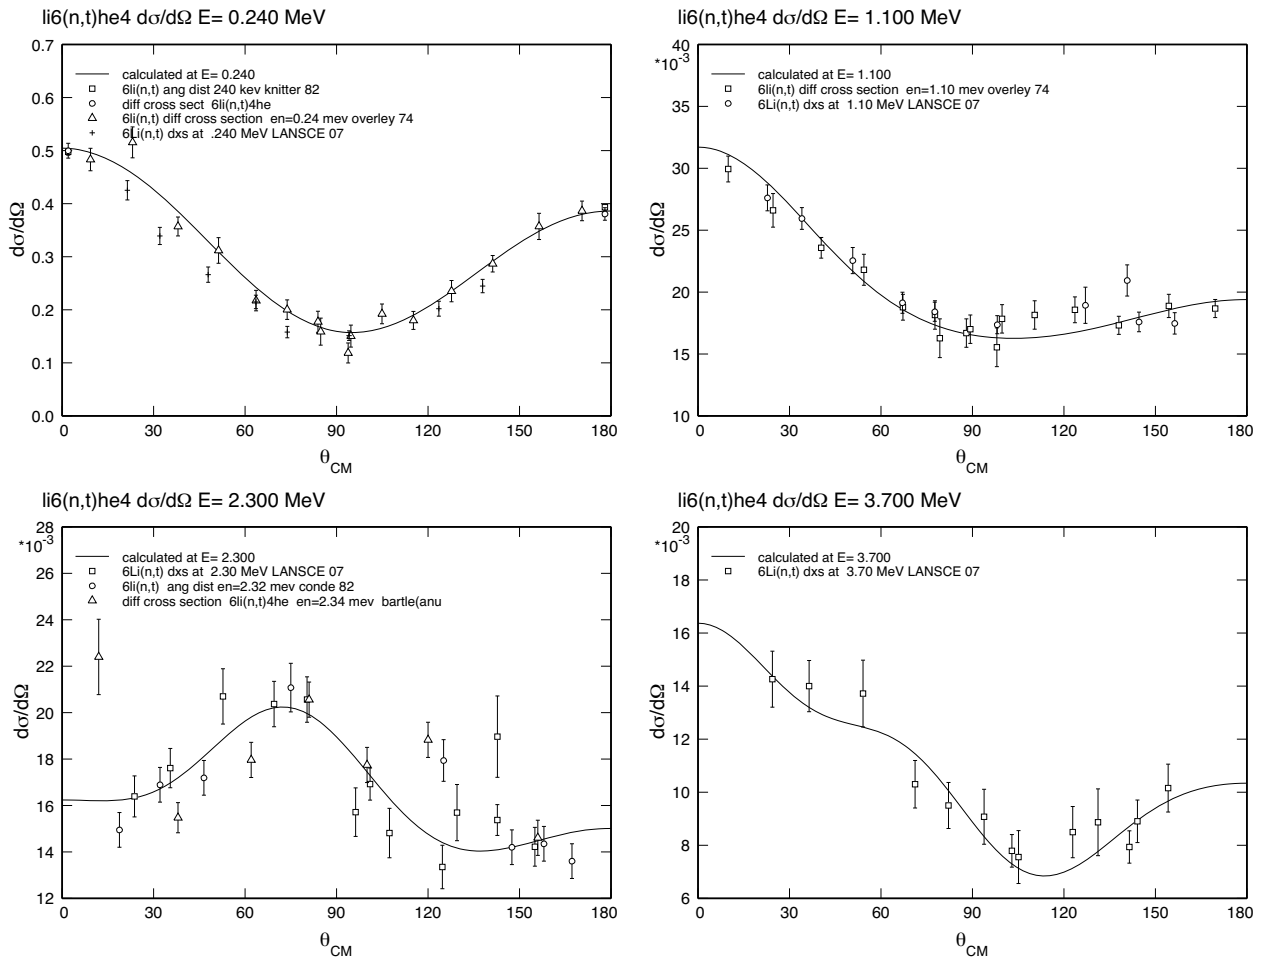 li6(n,t)he4 dσ/dΩ E= 0.240 MeV
0.7
0.6
0.5
0.4
0.3
0.2
0.1
0.0
dσ/dΩ
calculated at E= 0.240
6li(n,t) ang dist 240 kev knitter 82
diff cross sect 6li(n,t)4he
6li(n,t) diff cross section en=0.24 mev overley 74
6Li(n,t) dxs at .240 MeV LANSCE 07
0 30 60 90 120 150 180
θCM
li6(n,t)he4 dσ/dΩ E= 1.100 MeV
40
*10-3
35
30
25
20
15
10
dσ/dΩ
calculated at E= 1.100
6li(n,t) diff cross section en=1.10 mev overley 74
6Li(n,t) dxs at 1.10 MeV LANSCE 07
0 30 60 90 120 150 180
θCM
li6(n,t)he4 dσ/dΩ E= 2.300 MeV
28
*10-3
26
24
22
20
18
16
14
12
dσ/dΩ
calculated at E= 2.300
6Li(n,t) dxs at 2.30 MeV LANSCE 07
6li(n,t) ang dist en=2.32 mev conde 82
diff cross section 6li(n,t)4he en=2.34 mev bartle(anu
0 30 60 90 120 150 180
θCM
li6(n,t)he4 dσ/dΩ E= 3.700 MeV
20
*10-3
18
16
14
12
10
8
6
dσ/dΩ
calculated at E= 3.700
6Li(n,t) dxs at 3.70 MeV LANSCE 07
0 30 60 90 120 150 180
θCM